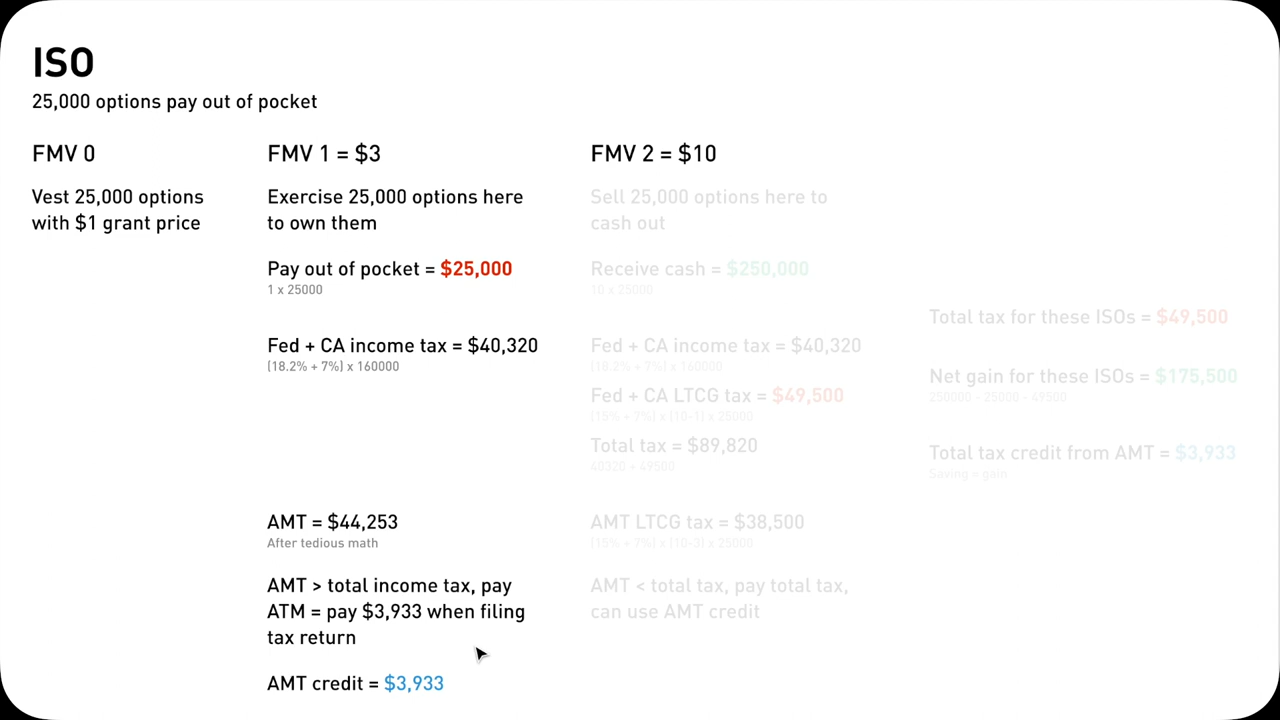 ISO
25,000 options pay out of pocket
FMV 0
Vest 25,000 options
with $1 grant price
FMV 1 = $3
Exercise 25,000 options here
to own them
Pay out of pocket = $25,000
1 x 25000
Fed + CA income tax = $40,320
(18.2% + 7%) x 160000
AMT = $44,253
After tedious math
AMT > total income tax, pay
ATM = pay $3,933 when filing
tax return
AMT credit = $3,933
FMV 2 = $10
Sell 25,000 options here to
cash out
Receive cash = $250,000
10 x 25000
Fed + CA income tax = $40,320
(18.2% + 7%) x 160000
Fed + CA LTCG tax = $49,500
(15% + 7%) x (10-1) x 25000
Total tax = $89,820
40320 + 49500
AMT LTCG tax = $38,500
(15% + 7%) x (10-3) x 25000
AMT < total tax, pay total tax,
can use AMT credit
Total tax for these ISOs = $49,500
Net gain for these ISOs = $175,500
250000 - 25000 - 49500
Total tax credit from AMT = $3,933
Saving = gain